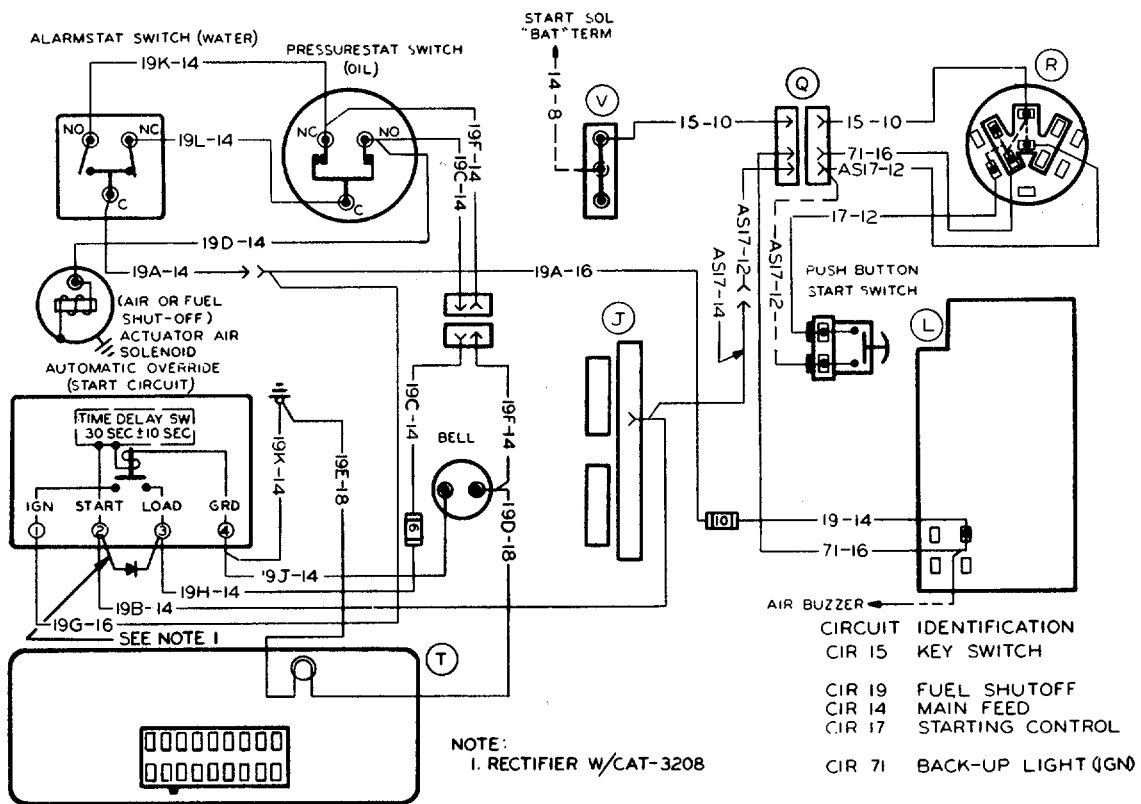 START SOL
"BAT" TERM
ALARMSTAT SWITCH (WATER)
PRESSURESTAT SWITCH
(OIL)
19K-14
14-8
V
Q
R
NO
NC
NC
NO
19L-14
19F-14
19C-14
15-10
15-10
71-16
AS17-12
C
C
17-12
19D-14
19A-14
19A-16
AS17-12
AS17-14
AS17-12
PUSH BUTTON
START SWITCH
(AIR OR FUEL
SHUT-OFF)
ACTUATOR AIR
SOLENOID
J
L
AUTOMATIC OVERRIDE
(START CIRCUIT)
TIME DELAY SW
30 SEC ±10 SEC
19K-14
19E-18
19C-14
19F-14
BELL
IGN
START
LOAD
GRD
1
2
3
4
16
19D-18
10
19-14
71-16
19J-14
19H-14
19B-14
19G-16
SEE NOTE 1
AIR BUZZER
T
CIRCUIT IDENTIFICATION
CIR 15 KEY SWITCH
CIR 19 FUEL SHUTOFF
CIR 14 MAIN FEED
CIR 17 STARTING CONTROL
CIR 71 BACK-UP LIGHT (IGN)
NOTE:
1. RECTIFIER W/CAT-3208